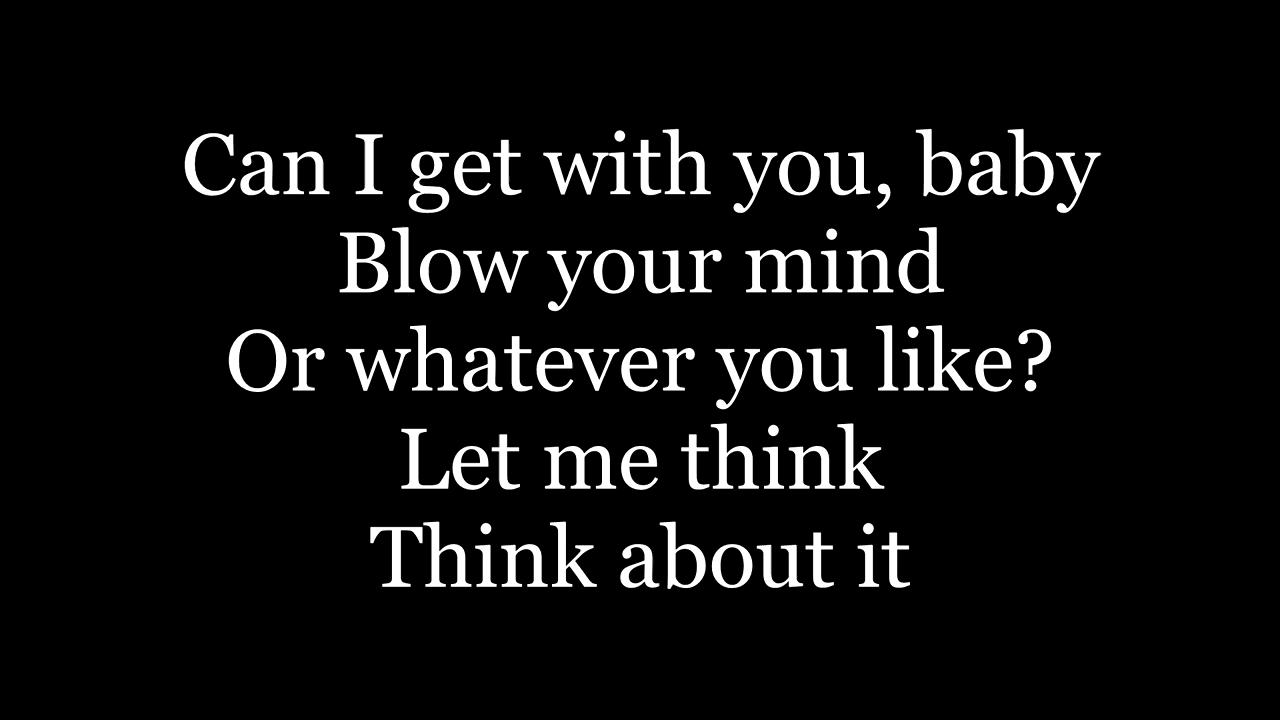 Can I get with you, baby
Blow your mind
Or whatever you like?
Let me think
Think about it